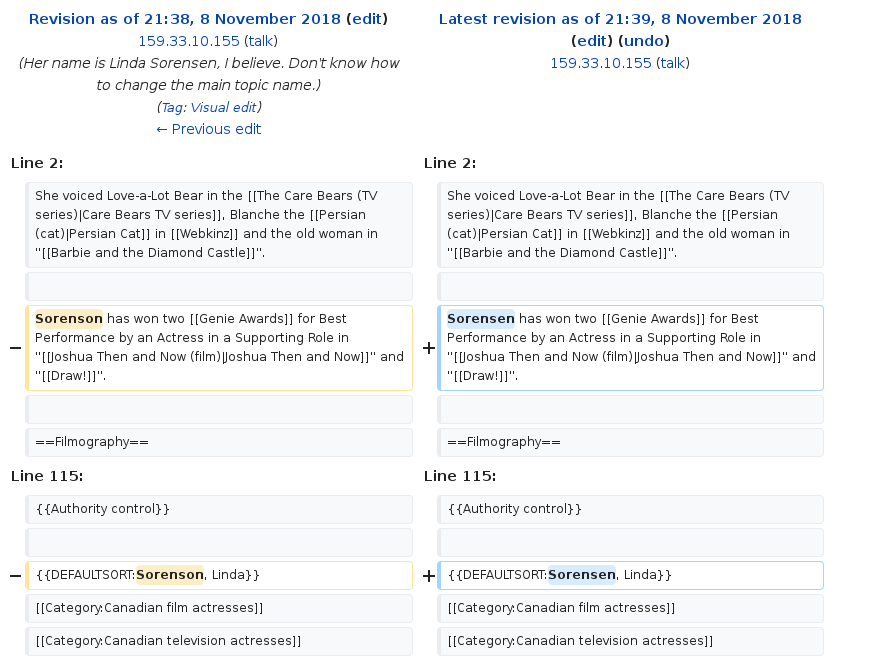 Revision as of 21:38, 8 November 2018 (edit)
159.33.10.155 (talk)
(Her name is Linda Sorensen, I believe. Don't know how
to change the main topic name.)
(Tag: Visual edit)
← Previous edit
Latest revision as of 21:39, 8 November 2018
(edit) (undo)
159.33.10.155 (talk)
Line 2:
Line 2:
She voiced Love-a-Lot Bear in the [[The Care Bears (TV
series)|Care Bears TV series]], Blanche the [[Persian
(cat)|Persian Cat]] in [[Webkinz]] and the old woman in
''[[Barbie and the Diamond Castle]]''.
She voiced Love-a-Lot Bear in the [[The Care Bears (TV
series)|Care Bears TV series]], Blanche the [[Persian
(cat)|Persian Cat]] in [[Webkinz]] and the old woman in
''[[Barbie and the Diamond Castle]]''.
− Sorenson has won two [[Genie Awards]] for Best
Performance by an Actress in a Supporting Role in
''[[Joshua Then and Now (film)|Joshua Then and Now]]'' and
''[[Draw!]]''.
+ Sorensen has won two [[Genie Awards]] for Best
Performance by an Actress in a Supporting Role in
''[[Joshua Then and Now (film)|Joshua Then and Now]]'' and
''[[Draw!]]''.
==Filmography==
==Filmography==
Line 115:
Line 115:
{{Authority control}}
{{Authority control}}
− {{DEFAULTSORT:Sorenson, Linda}}
+ {{DEFAULTSORT:Sorensen, Linda}}
[[Category:Canadian film actresses]]
[[Category:Canadian film actresses]]
[[Category:Canadian television actresses]]
[[Category:Canadian television actresses]]